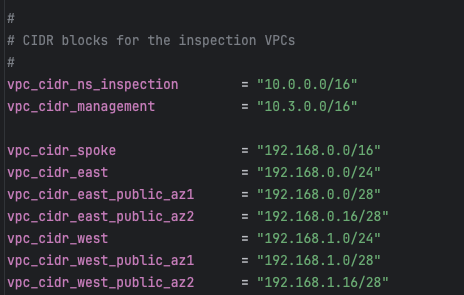 #
# CIDR blocks for the inspection VPCs
#
vpc_cidr_ns_inspection = "10.0.0.0/16"
vpc_cidr_management = "10.3.0.0/16"
vpc_cidr_spoke = "192.168.0.0/16"
vpc_cidr_east = "192.168.0.0/24"
vpc_cidr_east_public_az1 = "192.168.0.0/28"
vpc_cidr_east_public_az2 = "192.168.0.16/28"
vpc_cidr_west = "192.168.1.0/24"
vpc_cidr_west_public_az1 = "192.168.1.0/28"
vpc_cidr_west_public_az2 = "192.168.1.16/28"